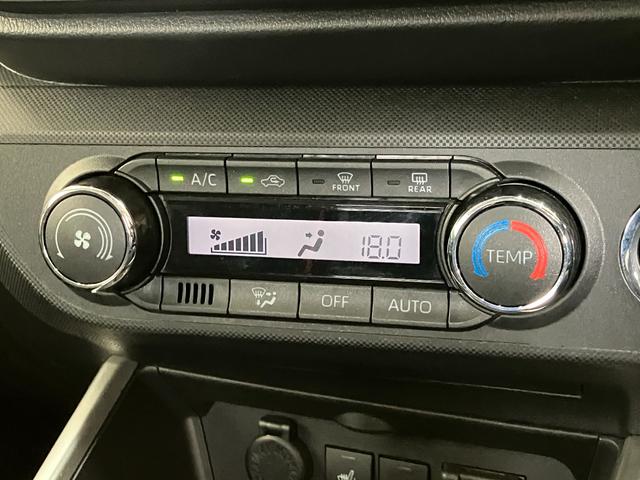 A/C
FRONT
REAR
18.0
TEMP
OFF
AUTO